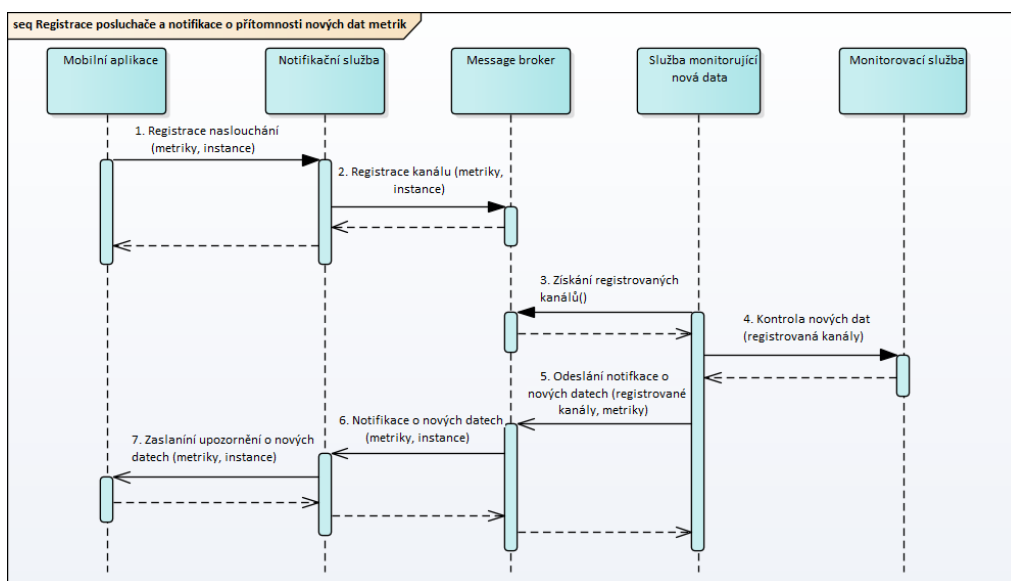 seq Registrace posluchače a notifikace o přítomnosti nových dat metrik
Mobilní aplikace
Notifikační služba
Message broker
Služba monitorující
nová data
Monitorovací služba
1. Registrace naslouchání
(metriky, instance)
2. Registrace kanálu (metriky,
instance)
3. Získání registrovaných
kanálů()
4. Kontrola nových dat
(registrovaná kanály)
5. Odeslání notifkace o
nových datech (registrované
kanály, metriky)
6. Notifikace o nových datech
(metriky, instance)
7. Zaslaníní upozornění o nových
datech (metriky, instance)